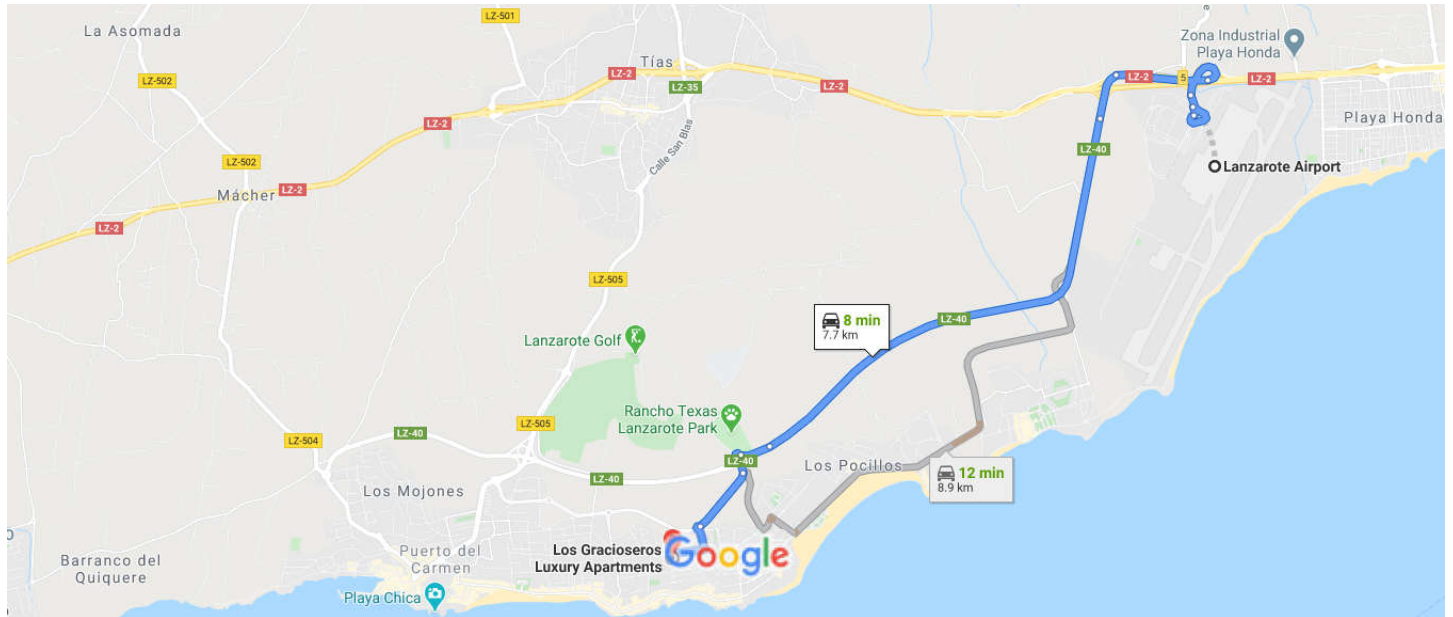 La Asomada
LZ-501
LZ-502
Tías
LZ-2
LZ-35
LZ-2
LZ-2
Calle San Blas
LZ-502
Mácher
LZ-2
LZ-2
Zona Industrial
Playa Honda
LZ-2
5
LZ-2
Playa Honda
LZ-40
Lanzarote Airport
LZ-505
8 min
7.7 km
LZ-40
Lanzarote Golf
Rancho Texas
Lanzarote Park
LZ-505
LZ-504
LZ-40
LZ-40
LZ-40
Los Pocillos
12 min
8.9 km
Los Mojones
Barranco del
Quiquere
Puerto del
Carmen
Los Gracioseros
Luxury Apartments
Google
Playa Chica